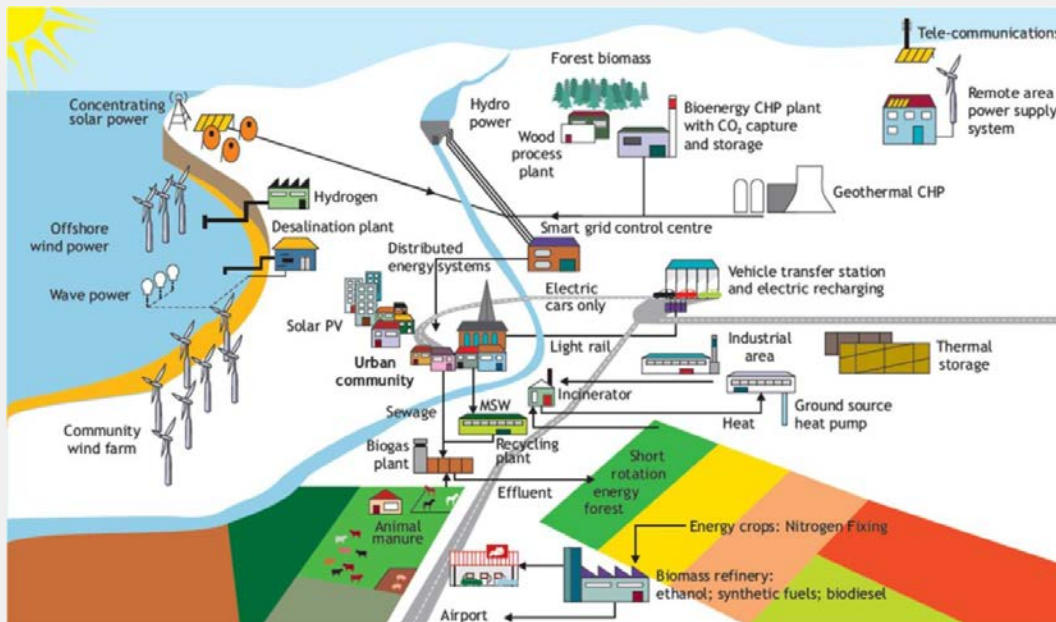 Tele-communications
Forest biomass
Concentrating
solar power
Hydro
power
Bioenergy CHP plant
with CO₂ capture
and storage
Remote area
power supply
system
Wood
process
plant
Hydrogen
Geothermal CHP
Offshore
wind power
Desalination plant
Smart grid control centre
Distributed
energy systems
Wave power
Electric
cars only
Vehicle transfer station
and electric recharging
Solar PV
Urban
community
Light rail
Industrial
area
Thermal
storage
Incinerator
Sewage
MSW
Heat
Ground source
heat pump
Community
wind farm
Biogas
plant
Recycling
plant
Effluent
Short
rotation
energy
forest
Animal
manure
Energy crops: Nitrogen Fixing
Biomass refinery:
ethanol; synthetic fuels; biodiesel
Airport